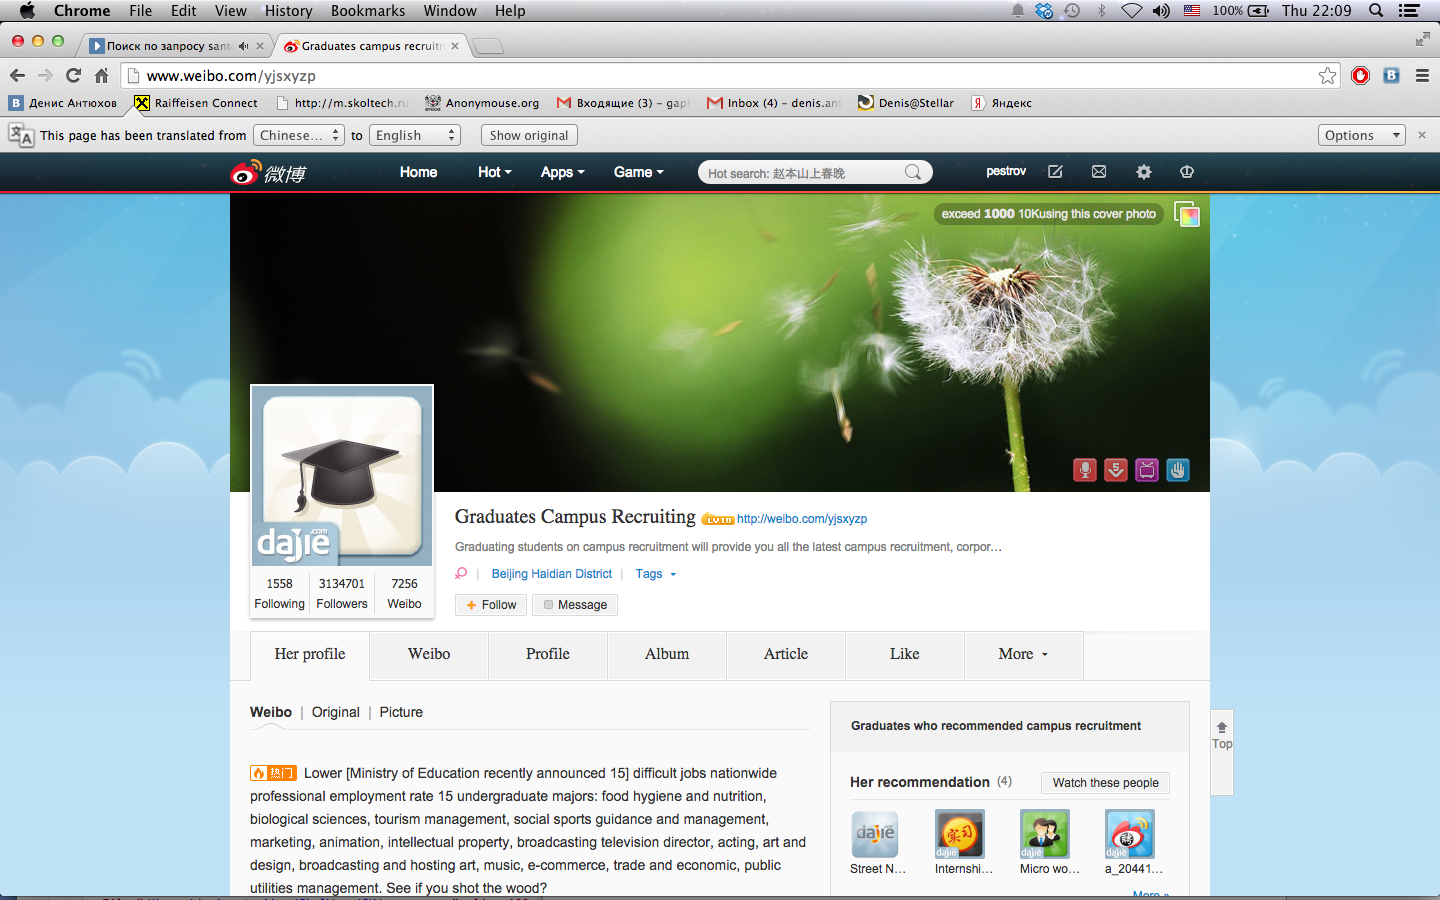 Chrome File Edit View History Bookmarks Window Help 100% Thu 22:09
Поиск по запросу sant
Graduates campus recruitm
www.weibo.com/yjsxyzp
Денис Антюхов Raiffeisen Connect http://m.skoltech.ru Anonymouse.org Входящие (3) - gap Inbox (4) - denis.ant Denis@Stellar Яндекс
This page has been translated from Chinese... to English Show original Options
微博 Home Hot Apps Game Hot search: 赵本山上春晚 pestrov
exceed 1000 10Kusing this cover photo
5
dajie
.com
Graduates Campus Recruiting http://weibo.com/yjsxyzp
Graduating students on campus recruitment will provide you all the latest campus recruitment, corpor...
Beijing Haidian District | Tags
1558 3134701 7256
Following Followers Weibo
Follow Message
Her profile Weibo Profile Album Article Like More
Weibo | Original | Picture
热门 Lower [Ministry of Education recently announced 15] difficult jobs nationwide
professional employment rate 15 undergraduate majors: food hygiene and nutrition,
biological sciences, tourism management, social sports guidance and management,
marketing, animation, intellectual property, broadcasting television director, acting, art and
design, broadcasting and hosting art, music, e-commerce, trade and economic, public
utilities management. See if you shot the wood?
Graduates who recommended campus recruitment
Her recommendation (4) Watch these people
dajie 实习 dajie dajie dajie
Street N... Internshi... Micro wo... a_20441...
More »
Top